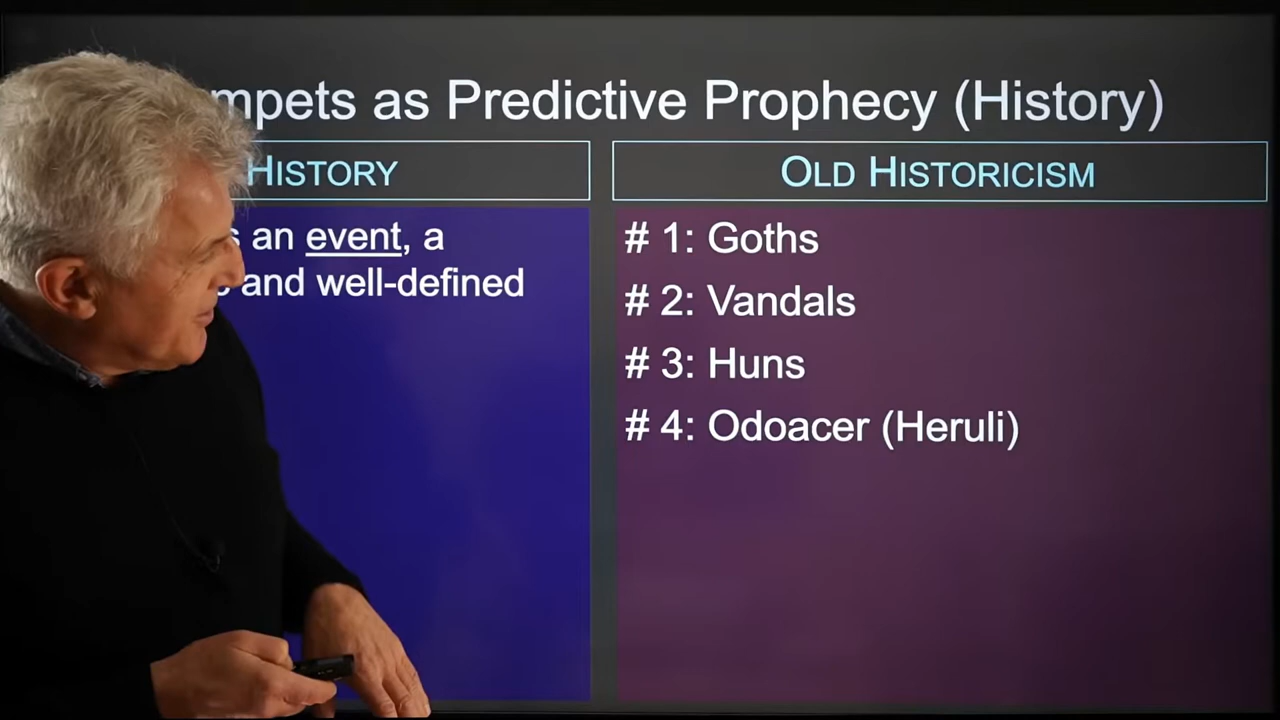 mpets as Predictive Prophecy (History)
HISTORY
an event, a
and well-defined
OLD HISTORICISM
# 1: Goths
# 2: Vandals
# 3: Huns
# 4: Odoacer (Heruli)